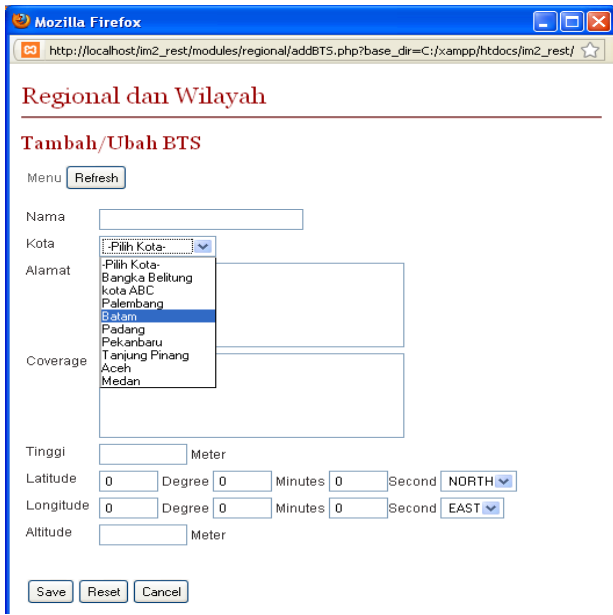 Mozilla Firefox
http://localhost/im2_rest/modules/regional/addBTS.php?base_dir=C:/xampp/htdocs/im2_rest/
Regional dan Wilayah
Tambah/Ubah BTS
Menu Refresh
Nama
Kota -Pilih Kota-
Alamat
-Pilih Kota-
Bangka Belitung
kota ABC
Palembang
Batam
Padang
Pekanbaru
Tanjung Pinang
Aceh
Medan
Coverage
Tinggi Meter
Latitude 0 Degree 0 Minutes 0 Second NORTH
Longitude 0 Degree 0 Minutes 0 Second EAST
Altitude Meter
Save Reset Cancel